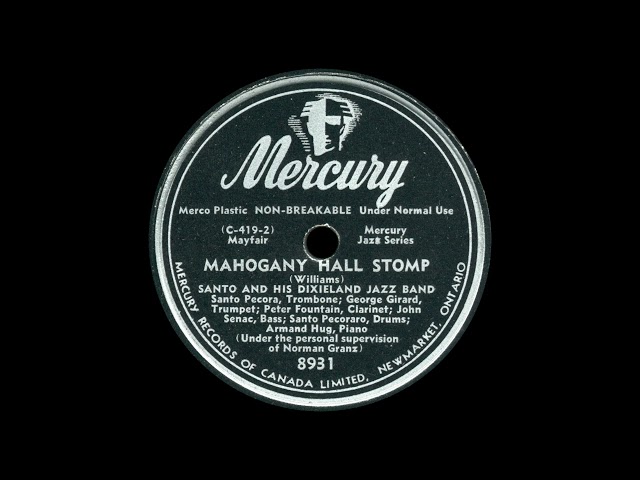 Mercury
Merco Plastic NON-BREAKABLE Under Normal Use
(C-419-2) Mercury
Mayfair Jazz Series
MAHOGANY HALL STOMP
(Williams)
SANTO AND HIS DIXIELAND JAZZ BAND
Santo Pecora, Trombone; George Girard,
Trumpet; Peter Fountain, Clarinet; John
Senac, Bass; Santo Pecoraro, Drums;
Armand Hug, Piano
(Under the personal supervision
of Norman Granz)
8931
MERCURY RECORDS OF CANADA LIMITED, NEWMARKET, ONTARIO